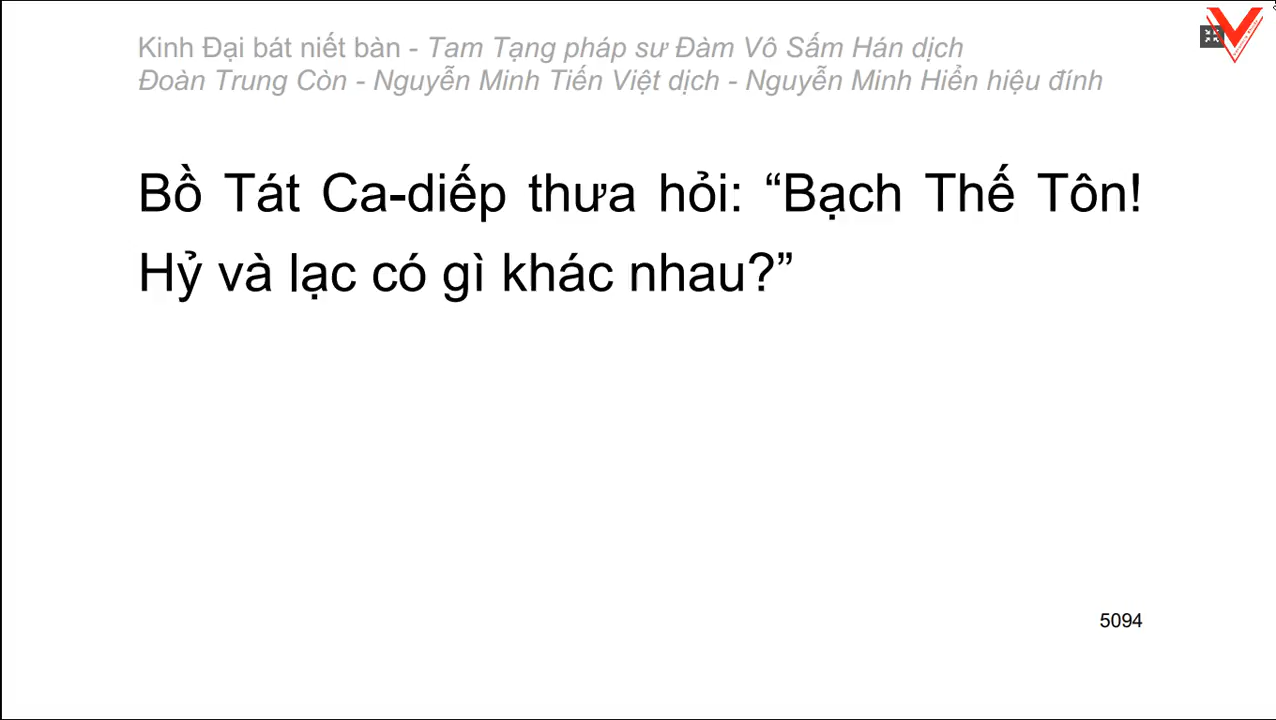 Kinh Đại bát niết bàn - Tam Tạng pháp sư Đàm Vô Sấm Hán dịch
Đoàn Trung Còn - Nguyễn Minh Tiến Việt dịch - Nguyễn Minh Hiển hiệu đính
Bồ Tát Ca-diếp thưa hỏi: “Bạch Thế Tôn!
Hỷ và lạc có gì khác nhau?”
5094